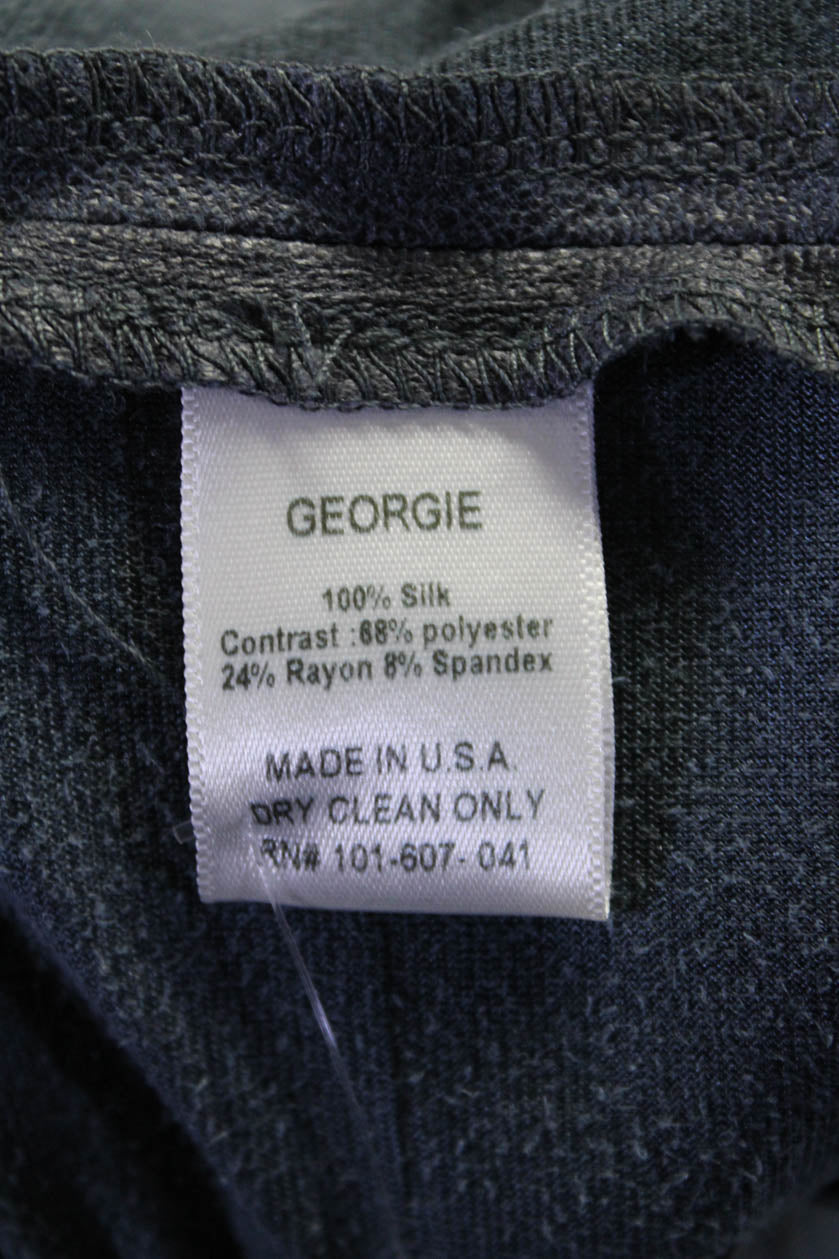 GEORGIE
100% Silk
Contrast :68% polyester
24% Rayon 8% Spandex
MADE IN U.S.A.
DRY CLEAN ONLY
RN# 101-607- 041